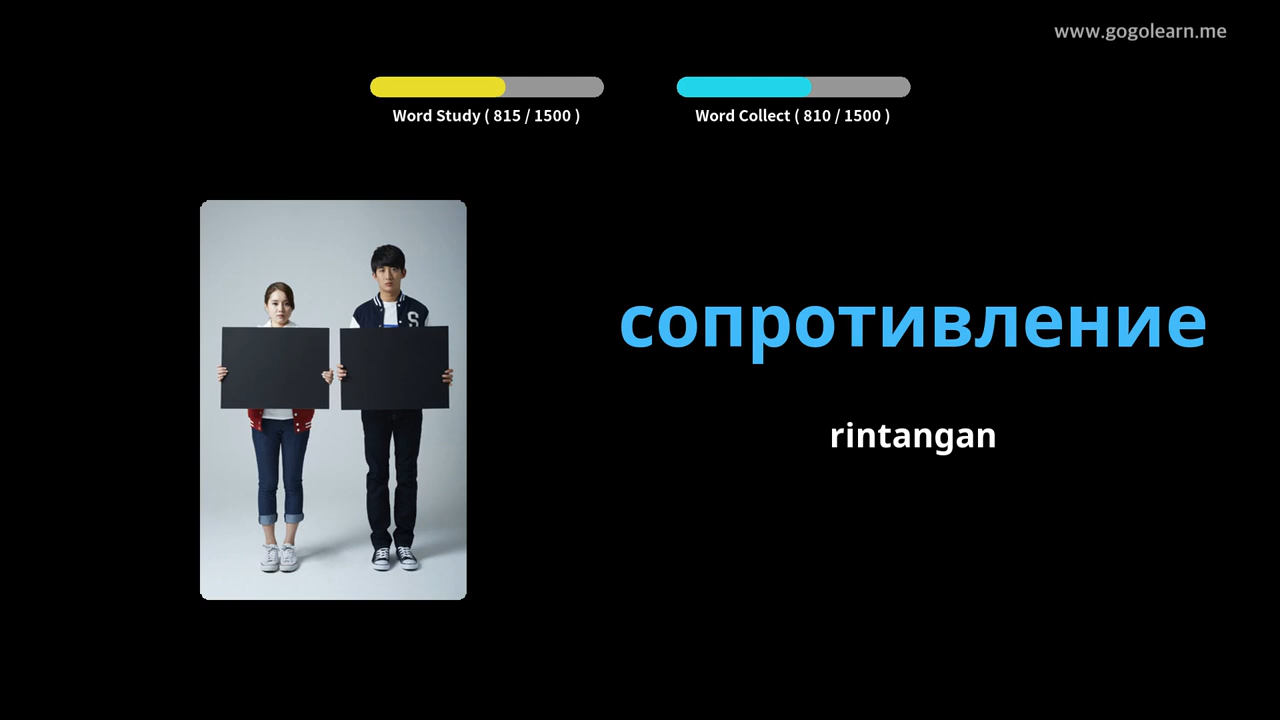 www.gogolearn.me
Word Study ( 815 / 1500 )
Word Collect ( 810 / 1500 )
S
сопротивление
rintangan